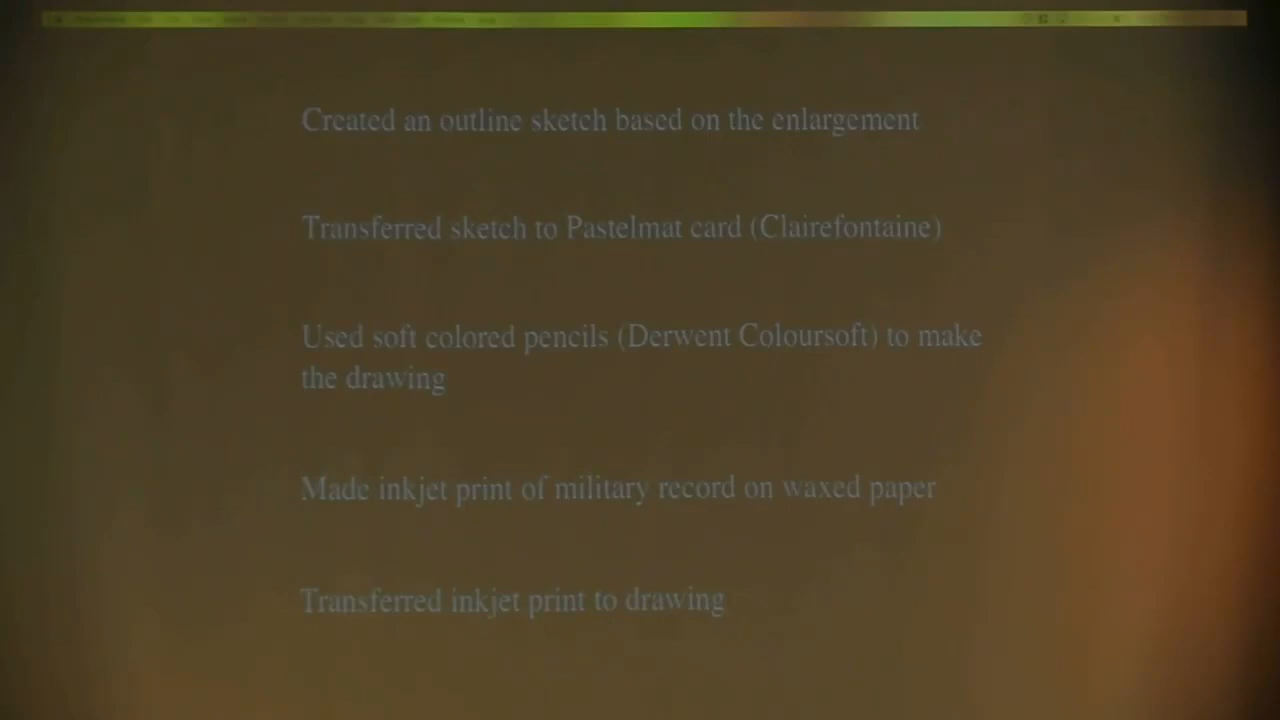 Created an outline sketch based on the enlargement
Transferred sketch to Pastelmat card (Clairefontaine)
Used soft colored pencils (Derwent Coloursoft) to make
the drawing
Made inkjet print of military record on waxed paper
Transferred inkjet print to drawing